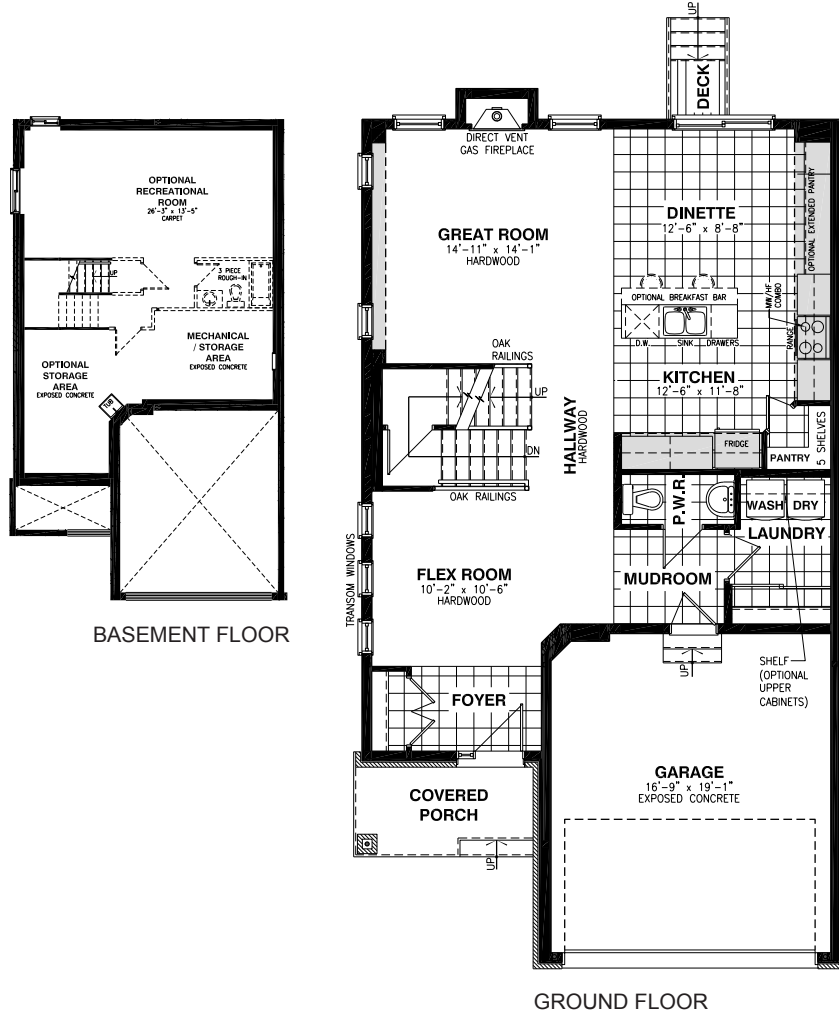 OPTIONAL
RECREATIONAL
ROOM
26'-3" x 13'-5"
CARPET
UP
3 PIECE
ROUGH-IN
MECHANICAL
/ STORAGE
AREA
EXPOSED CONCRETE
OPTIONAL
STORAGE
AREA
EXPOSED CONCRETE
TUB
BASEMENT FLOOR
UP
DECK
DIRECT VENT
GAS FIREPLACE
GREAT ROOM
14'-11" x 14'-1"
HARDWOOD
DINETTE
12'-6" x 8'-8"
OPTIONAL EXTENDED PANTRY
OPTIONAL BREAKFAST BAR
D.W.
SINK
DRAWERS
MW/HF
COMBO
RANGE
OAK
RAILINGS
UP
DN
OAK RAILINGS
HALLWAY
HARDWOOD
KITCHEN
12'-6" x 11'-8"
FRIDGE
PANTRY
5 SHELVES
P.W.R.
WASH
DRY
LAUNDRY
MUDROOM
TRANSOM WINDOWS
FLEX ROOM
10'-2" x 10'-6"
HARDWOOD
UP
SHELF
(OPTIONAL
UPPER
CABINETS)
FOYER
COVERED
PORCH
UP
GARAGE
16'-9" x 19'-1"
EXPOSED CONCRETE
GROUND FLOOR